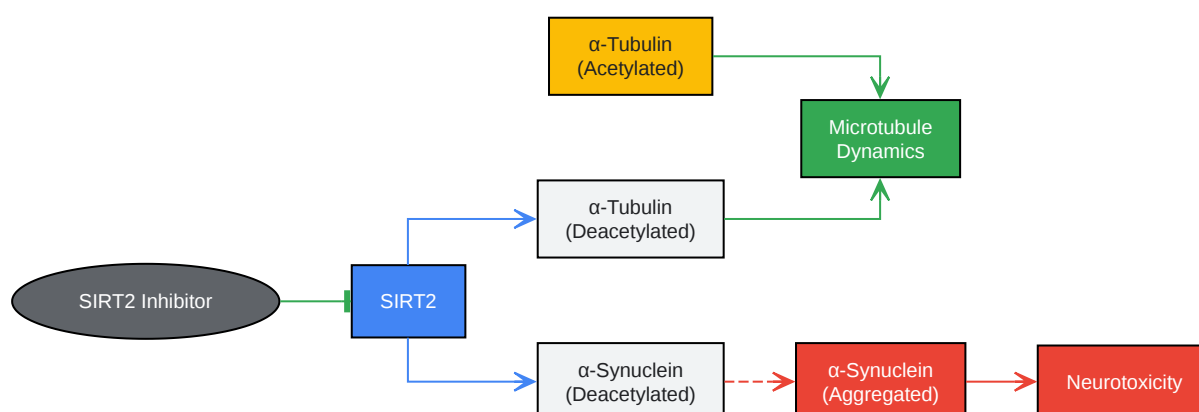 α-Tubulin
(Acetylated)
Microtubule
Dynamics
α-Tubulin
(Deacetylated)
SIRT2 Inhibitor
SIRT2
α-Synuclein
(Deacetylated)
α-Synuclein
(Aggregated)
Neurotoxicity